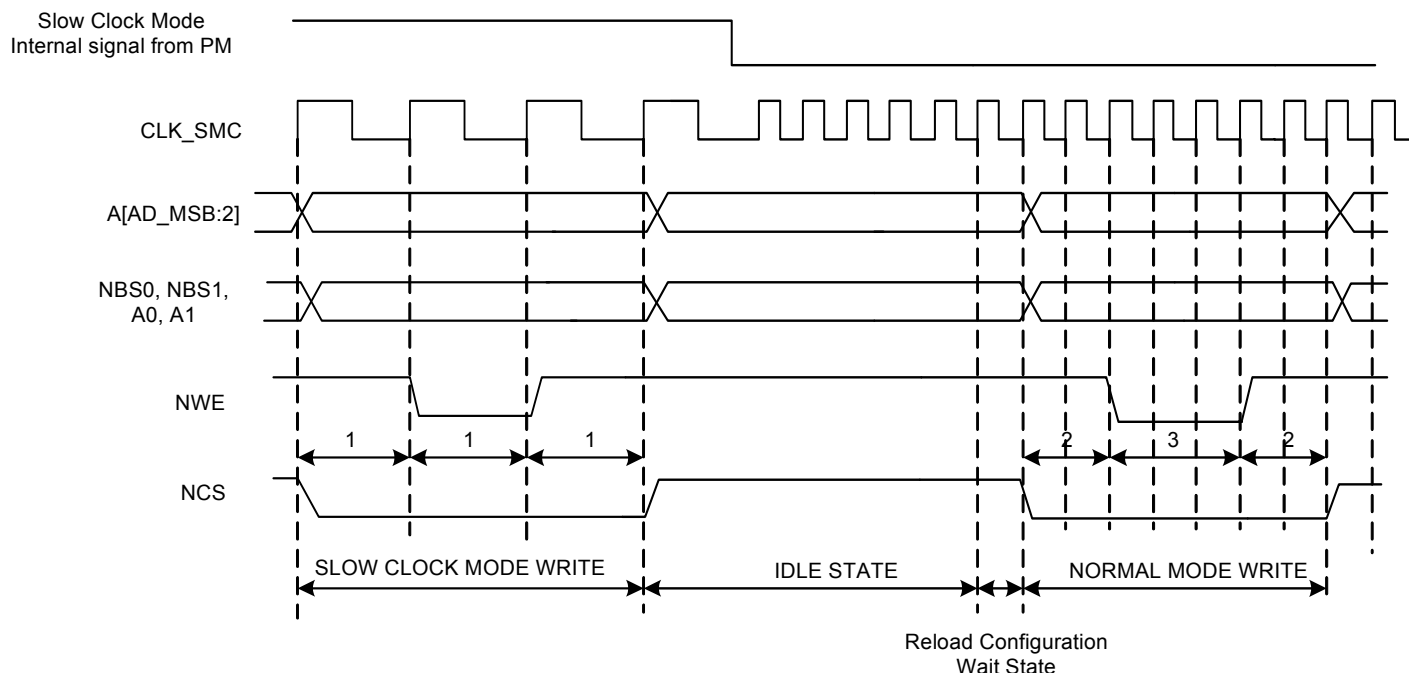 Slow Clock Mode
Internal signal from PM
CLK_SMC
A[AD_MSB:2]
NBS0, NBS1,
A0, A1
NWE
1 1 1 2 3 2
NCS
SLOW CLOCK MODE WRITE IDLE STATE NORMAL MODE WRITE
Reload Configuration
Wait State